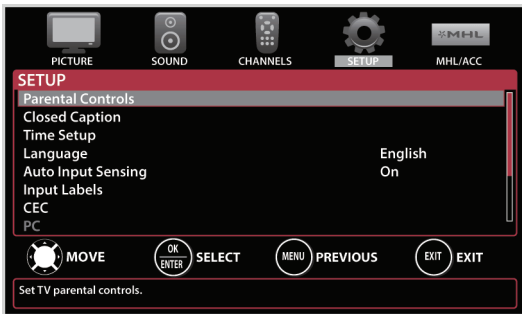 MHL
PICTURE SOUND CHANNELS SETUP MHL/ACC
SETUP
Parental Controls
Closed Caption
Time Setup
Language English
Auto Input Sensing On
Input Labels
CEC
PC
MOVE OK ENTER SELECT MENU PREVIOUS EXIT EXIT
Set TV parental controls.